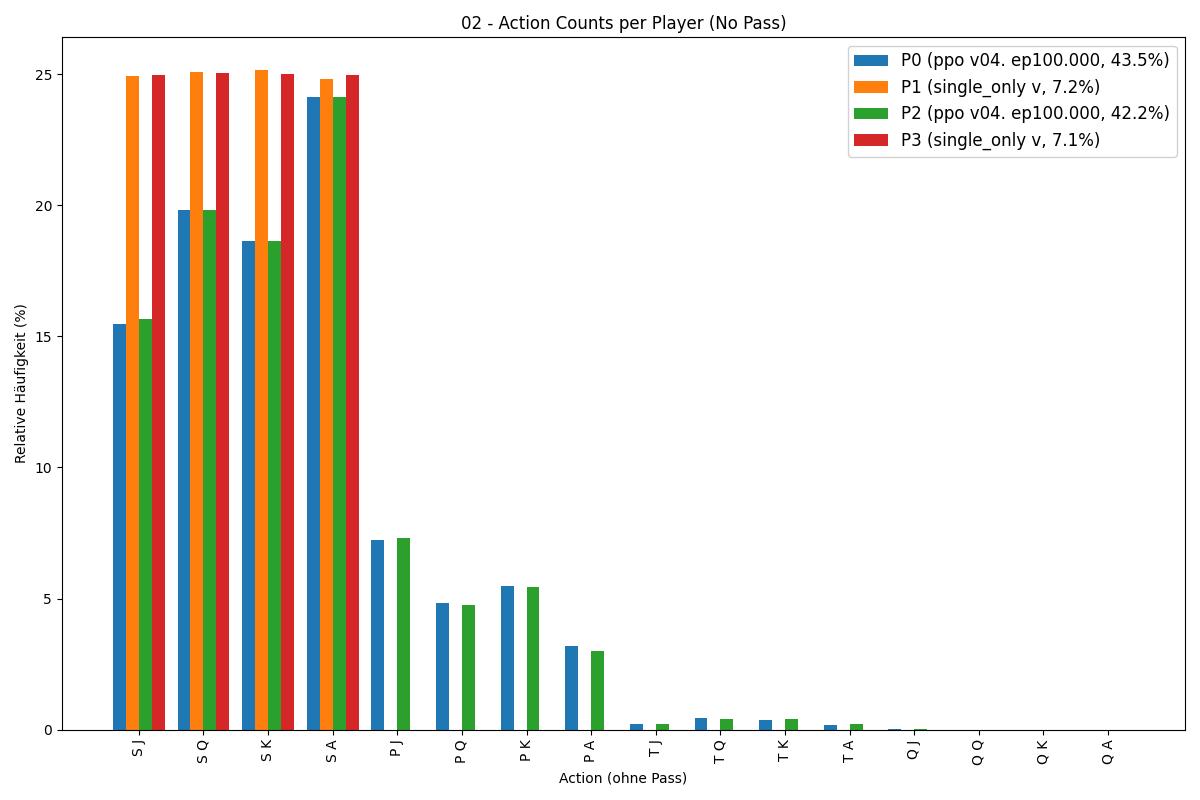 02 - Action Counts per Player (No Pass)
P0 (ppo v04. ep100.000, 43.5%)
P1 (single_only v, 7.2%)
P2 (ppo v04. ep100.000, 42.2%)
P3 (single_only v, 7.1%)
Relative Häufigkeit (%)
25
20
15
10
5
0
S J
S Q
S K
S A
P J
P Q
P K
P A
T J
T Q
T K
T A
Q J
Q Q
Q K
Q A
Action (ohne Pass)